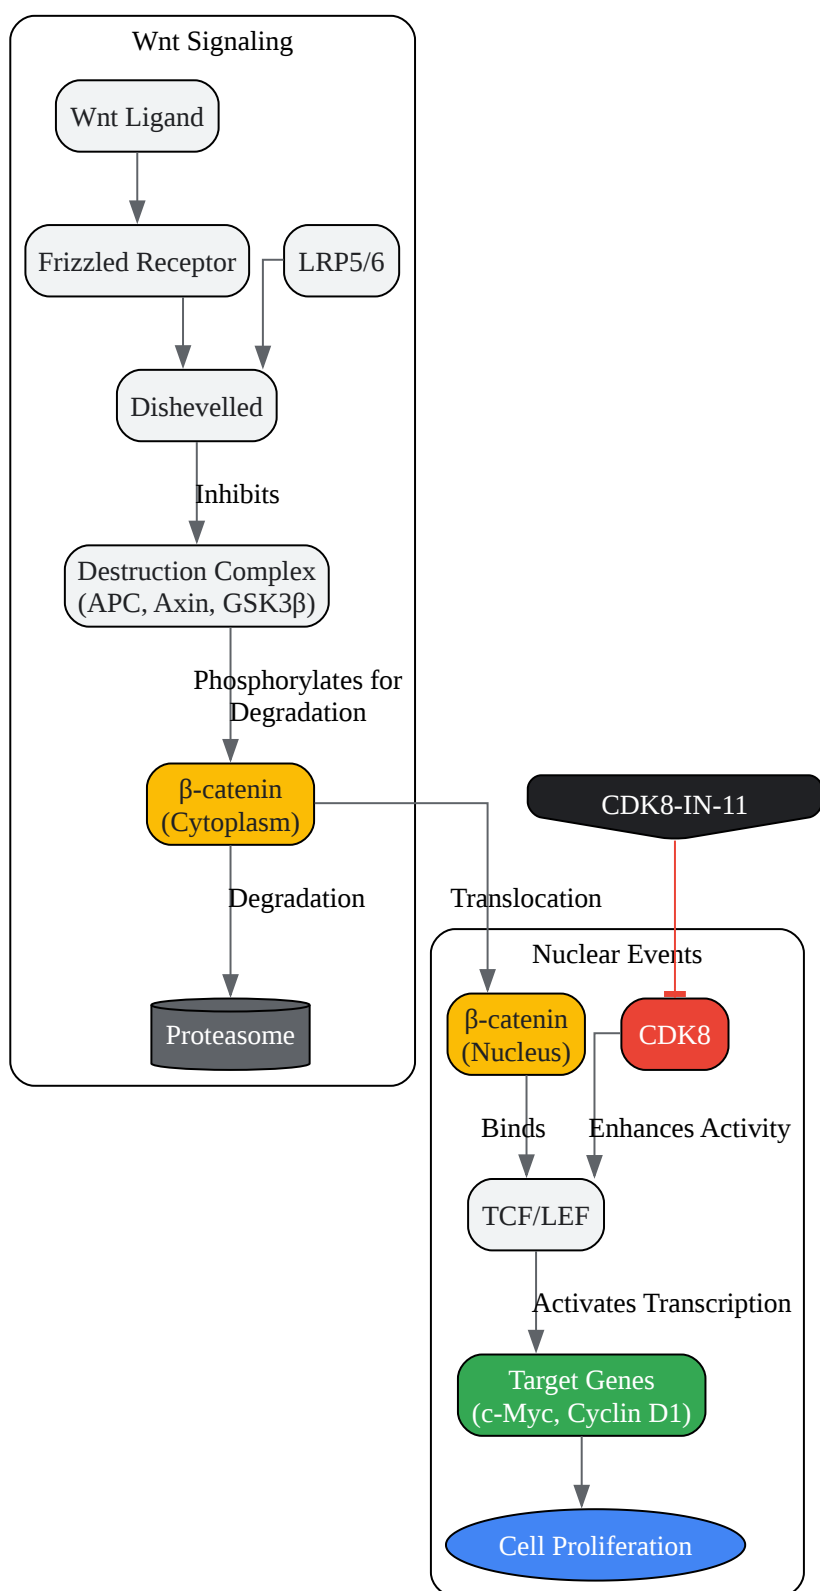 Wnt Signaling
Wnt Ligand
Frizzled Receptor
LRP5/6
Dishevelled
Inhibits
Destruction Complex
(APC, Axin, GSK3β)
Phosphorylates for
Degradation
β-catenin
(Cytoplasm)
CDK8-IN-11
Degradation
Translocation
Nuclear Events
Proteasome
β-catenin
(Nucleus)
CDK8
Binds
Enhances Activity
TCF/LEF
Activates Transcription
Target Genes
(c-Myc, Cyclin D1)
Cell Proliferation